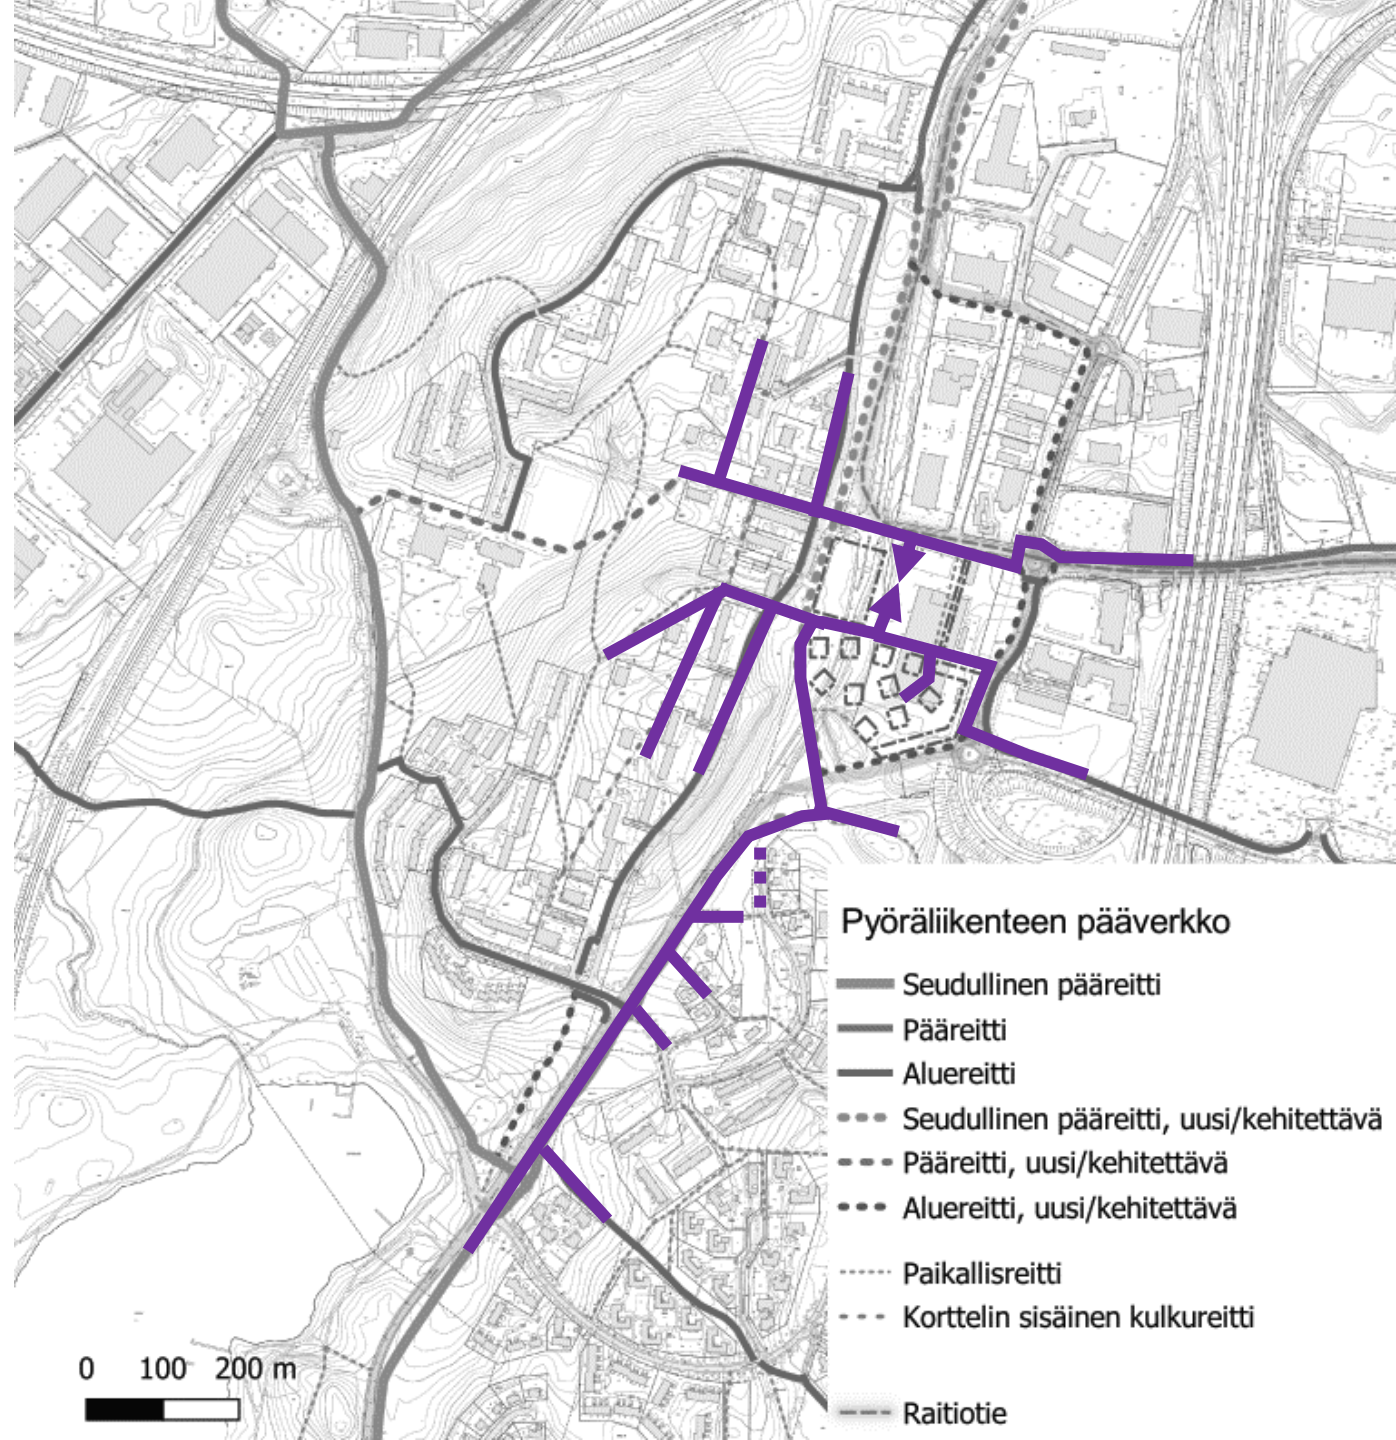 Pyöräliikenteen pääverkko
Seudullinen pääreitti
Pääreitti
Aluereitti
Seudullinen pääreitti, uusi/kehitettävä
Pääreitti, uusi/kehitettävä
Aluereitti, uusi/kehitettävä
Paikallisreitti
Korttelin sisäinen kulkureitti
Raitiotie
0 100 200 m